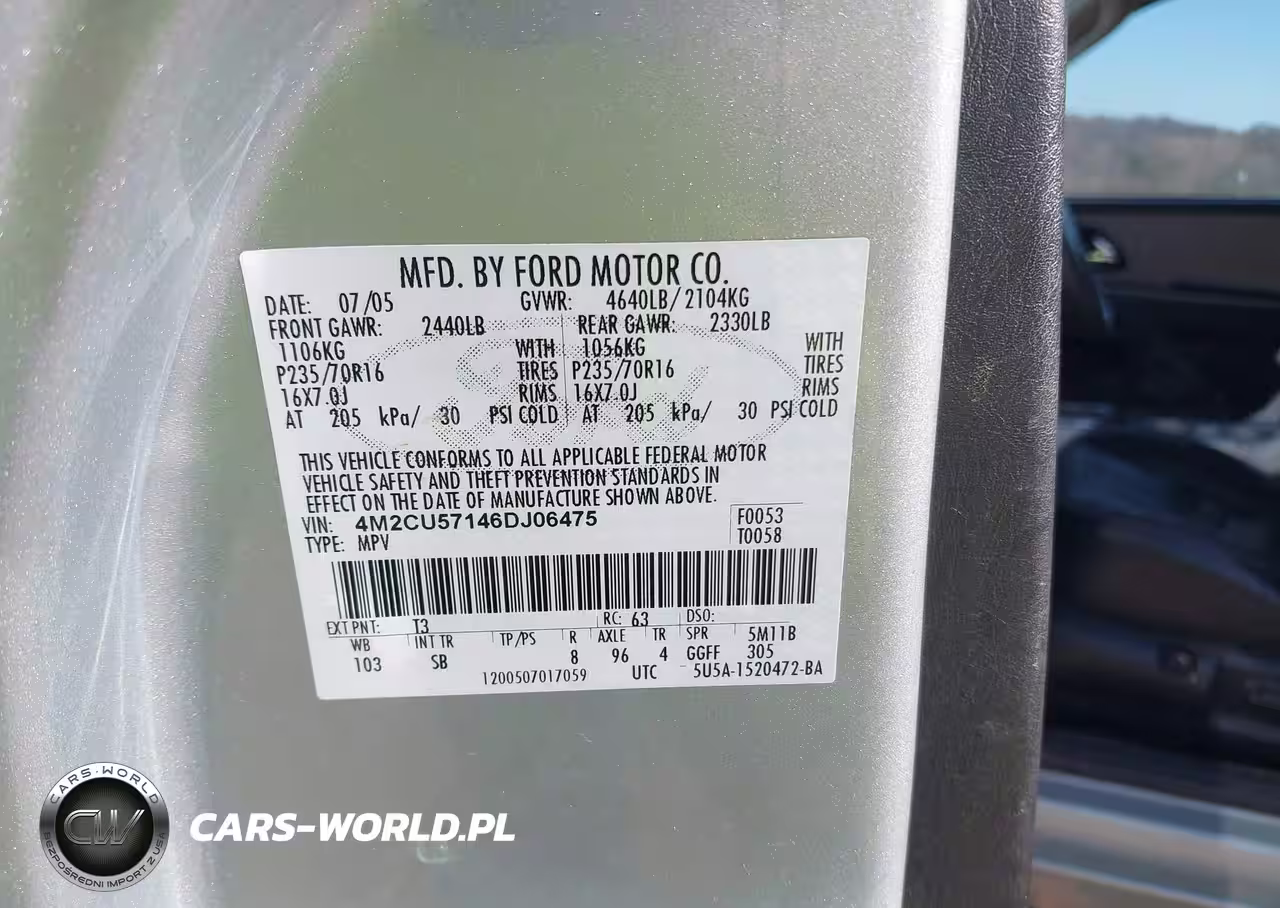 MFD. BY FORD MOTOR CO.
DATE: 07/05 GVWR: 4640LB/2104KG
FRONT GAWR: 2440LB REAR GAWR: 2330LB
1106KG WITH 1056KG WITH
P235/70R16 TIRES P235/70R16 TIRES
16X7.0J RIMS 16X7.0J RIMS
AT 205 kPa/ 30 PSI COLD AT 205 kPa/ 30 PSI COLD
THIS VEHICLE CONFORMS TO ALL APPLICABLE FEDERAL MOTOR
VEHICLE SAFETY AND THEFT PREVENTION STANDARDS IN
EFFECT ON THE DATE OF MANUFACTURE SHOWN ABOVE.
VIN: 4M2CU57146DJ06475 F0053
TYPE: MPV T0058
EXT PNT: T3 RC: 63 DSO:
WB INT TR TP/PS R AXLE TR SPR 5M11B
103 SB 8 96 4 GGFF 305
1200507017059 UTC 5U5A-1520472-BA
CARS-WORLD
CW
BEZPOŚREDNI IMPORT Z USA
CARS-WORLD.PL